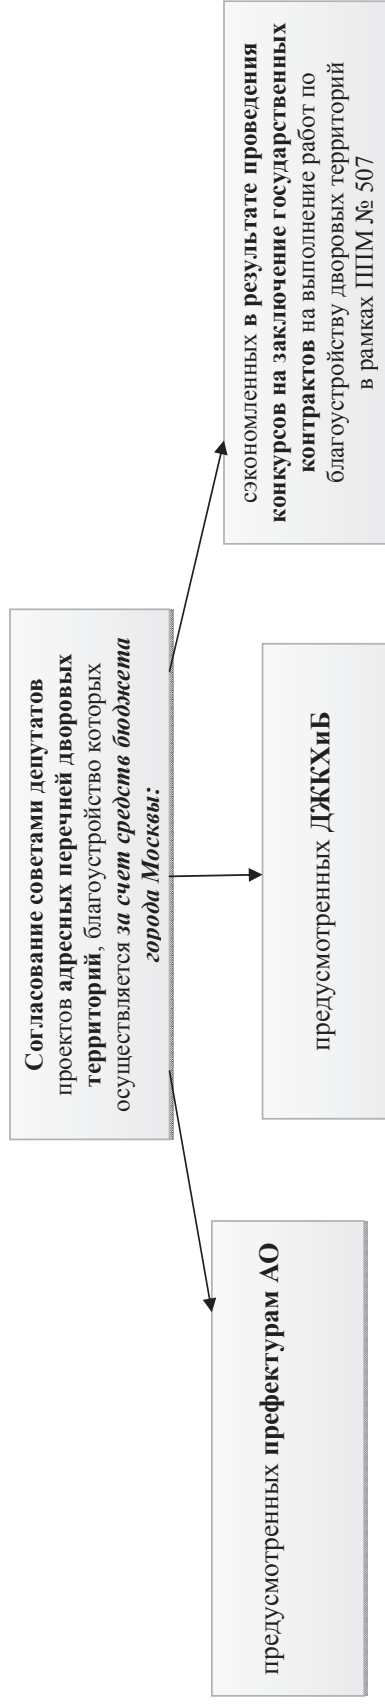 Согласование советами депутатов
проектов адресных перечней дворовых
территорий, благоустройство которых
осуществляется за счет средств бюджета
города Москвы:
предусмотренных префектурам АО
предусмотренных ДЖКХиБ
сэкономленных в результате проведения
конкурсов на заключение государственных
контрактов на выполнение работ по
благоустройству дворовых территорий
в рамках ППМ № 507